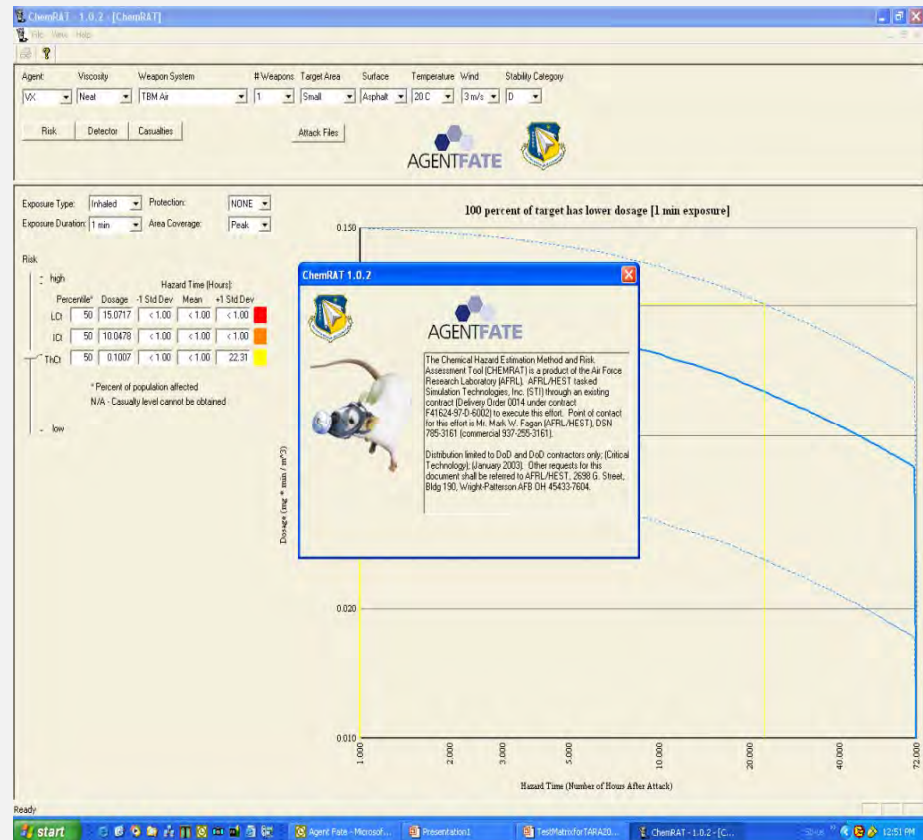 ChemRAT - 1.0.2 - [ChemRAT]
File View Help
Agent: Viscosity Weapon System # Weapons Target Area Surface Temperature Wind Stability Category
VX Neat TBM Air 1 Small Asphalt 20 C 3 m/s D
Risk Detector Casualties Attack Files
AGENTFATE
Exposure Type: Inhaled Protection: NONE
Exposure Duration: 1 min Area Coverage: Peak
100 percent of target has lower dosage [1 min exposure]
0.150
Risk
high
Hazard Time (Hours):
Percentile* Dosage -1 Std Dev Mean +1 Std Dev
LCt 50 15.0717 < 1.00 < 1.00 < 1.00
ICt 50 10.0478 < 1.00 < 1.00 < 1.00
ThCt 50 0.1007 < 1.00 < 1.00 22.31
* Percent of population affected
N/A - Casualty level cannot be obtained
low
Dosage (mg * min / m^3)
ChemRAT 1.0.2
AGENTFATE
The Chemical Hazard Estimation Method and Risk
Assessment Tool (CHEMRAT) is a product of the Air Force
Research Laboratory (AFRL). AFRL/HEST tasked
Simulation Technologies, Inc. (STI) through an existing
contract (Delivery Order 0014 under contract
F41624-97-D-6002) to execute this effort. Point of contact
for this effort is Mr. Mark W. Fagan (AFRL/HEST), DSN
785-3161 (commercial 937-255-3161).
Distribution limited to DoD and DoD contractors only; (Critical
Technology); (January 2003). Other requests for this
document shall be referred to AFRL/HEST, 2698 G. Street,
Bldg 190, Wright-Patterson AFB OH 45433-7604.
0.020
0.010
1.000 2.000 3.000 5.000 10.000 20.000 40.000 72.000
Hazard Time (Number of Hours After Attack)
Ready
start Agent Fate - Microsof... Presentation1 TestMatrixforTARA20... ChemRAT - 1.0.2 - [C... 12:51 PM